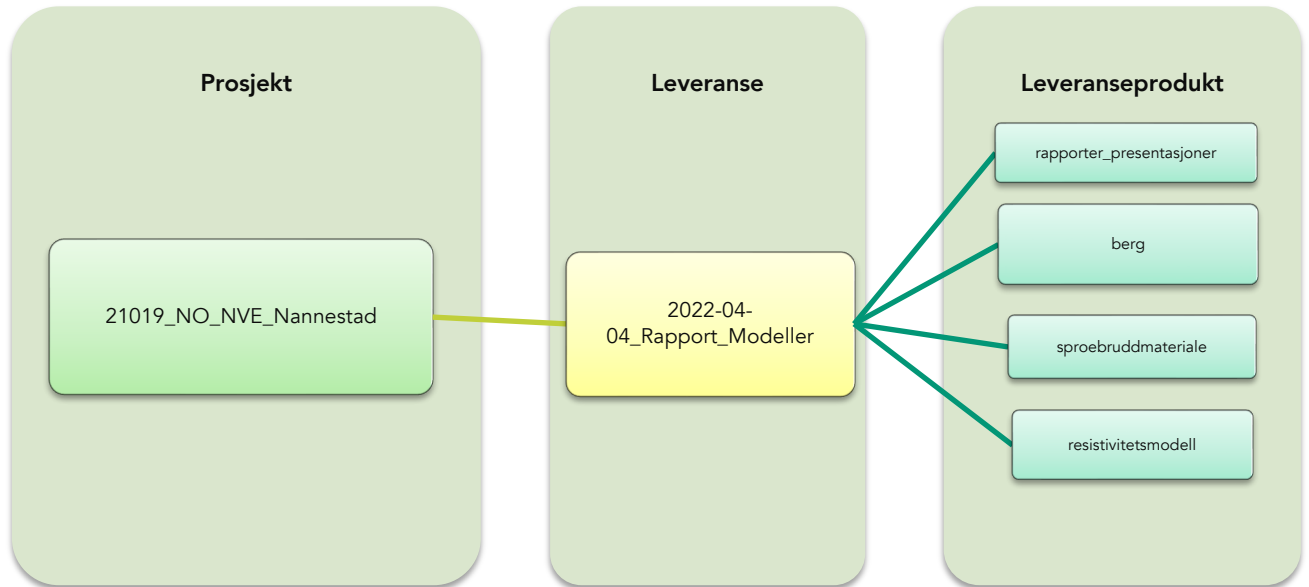 Prosjekt
21019_NO_NVE_Nannestad
Leveranse
2022-04-
04_Rapport_Modeller
Leveranseprodukt
rapporter_presentasjoner
berg
sproebruddmateriale
resistivitetsmodell